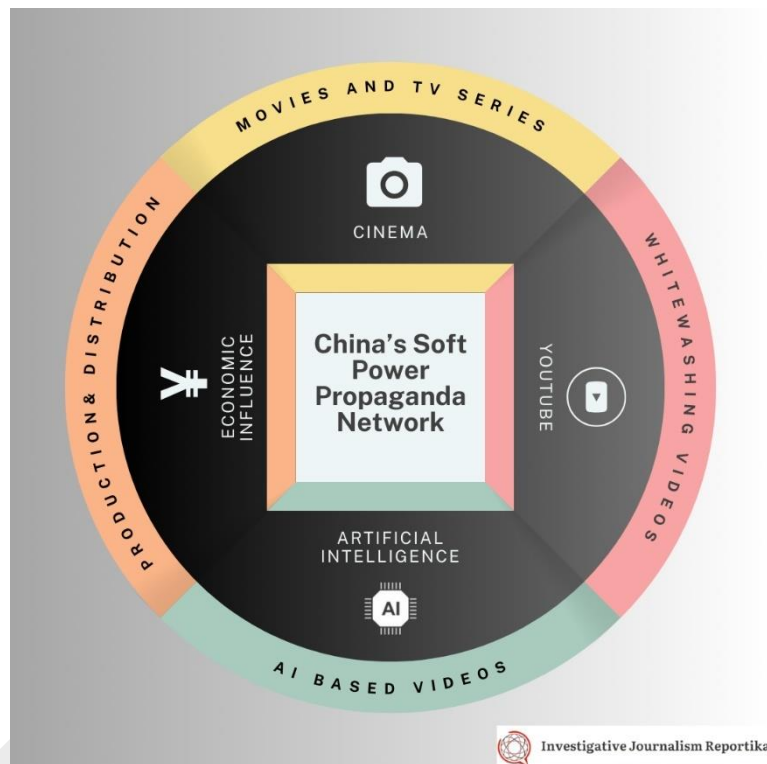 MOVIES AND TV SERIES
CINEMA
PRODUCTION& DISTRIBUTION
ECONOMIC
INFLUENCE
¥
China's Soft
Power
Propaganda
Network
YOUTUBE
WHITEWASHING VIDEOS
ARTIFICIAL
INTELLIGENCE
AI
AI BASED VIDEOS
Investigative Journalism Reportika